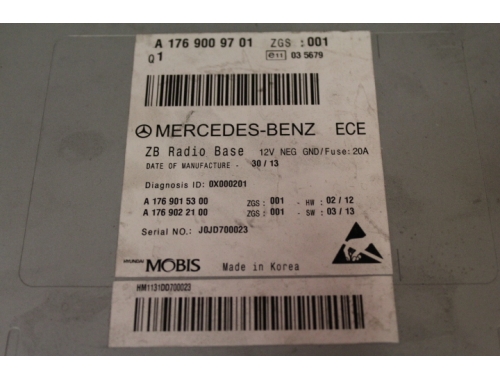 A 176 900 97 01 ZGS : 001
Q 1 e11 03 5679
MERCEDES-BENZ ECE
ZB Radio Base 12V NEG GND/Fuse: 20A
DATE OF MANUFACTURE - 30 / 13
Diagnosis ID: 0X000201
A 176 901 53 00 ZGS : 001 - HW : 02 / 12
A 176 902 21 00 ZGS : 001 - SW : 03 / 13
Serial NO.: J0JD700023
HYUNDAI MOBIS Made in Korea
HM1131DD700023